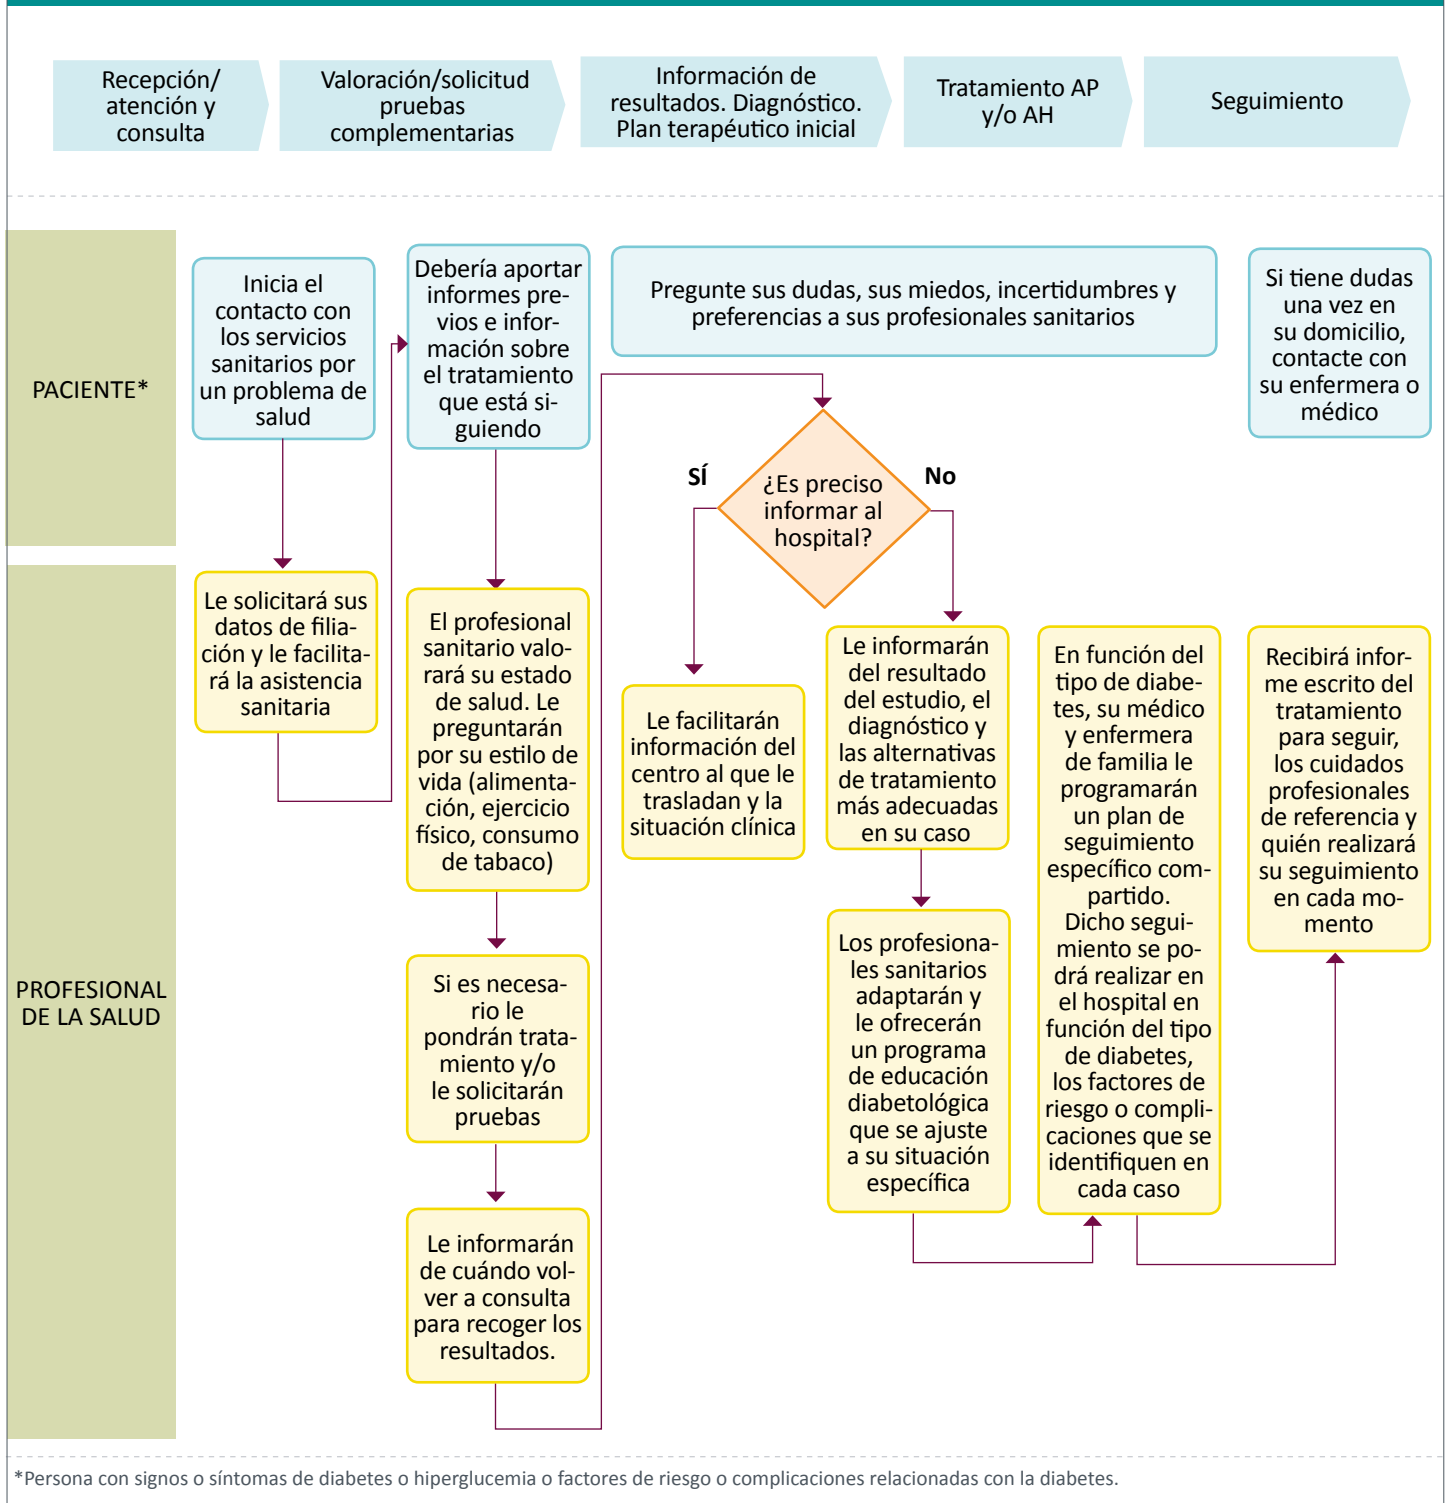 Recepción/
atención y
consulta
Valoración/solicitud
pruebas
complementarias
Información de
resultados. Diagnóstico.
Plan terapéutico inicial
Tratamiento AP
y/o AH
Seguimiento
PACIENTE*
Inicia el
contacto con
los servicios
sanitarios por
un problema de
salud
Debería aportar
informes pre-
vios e infor-
mación sobre
el tratamiento
que está si-
guiendo
Pregunte sus dudas, sus miedos, incertidumbres y
preferencias a sus profesionales sanitarios
Si tiene dudas
una vez en
su domicilio,
contacte con
su enfermera o
médico
SÍ
¿Es preciso
informar al
hospital?
No
PROFESIONAL
DE LA SALUD
Le solicitará sus
datos de filia-
ción y le facilita-
rá la asistencia
sanitaria
El profesional
sanitario valo-
rará su estado
de salud. Le
preguntarán
por su estilo de
vida (alimenta-
ción, ejercicio
físico, consumo
de tabaco)
Si es necesa-
rio le
pondrán trata-
miento y/o
le solicitarán
pruebas
Le informarán
de cuándo vol-
ver a consulta
para recoger los
resultados.
Le facilitarán
información del
centro al que le
trasladan y la
situación clínica
Le informarán
del resultado
del estudio, el
diagnóstico y
las alternativas
de tratamiento
más adecuadas
en su caso
Los profesiona-
les sanitarios
adaptarán y
le ofrecerán
un programa
de educación
diabetológica
que se ajuste
a su situación
específica
En función del
tipo de diabe-
tes, su médico
y enfermera
de familia le
programarán
un plan de
seguimiento
específico com-
partido.
Dicho segui-
miento se po-
drá realizar en
el hospital en
función del tipo
de diabetes,
los factores de
riesgo o compli-
caciones que se
identifiquen en
cada caso
Recibirá infor-
me escrito del
tratamiento
para seguir,
los cuidados
profesionales
de referencia y
quién realizará
su seguimiento
en cada mo-
mento
*Persona con signos o síntomas de diabetes o hiperglucemia o factores de riesgo o complicaciones relacionadas con la diabetes.